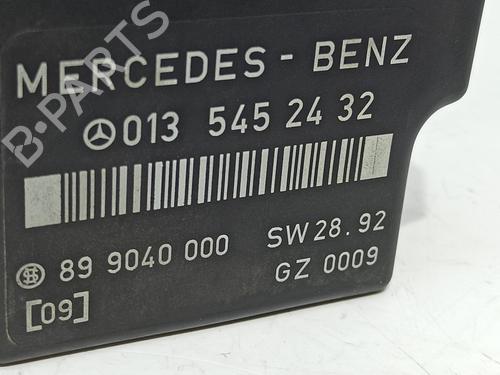 B-PARTS
MERCEDES - BENZ
013 545 24 32
89 9040 000 SW 28.92
[09] GZ 0009